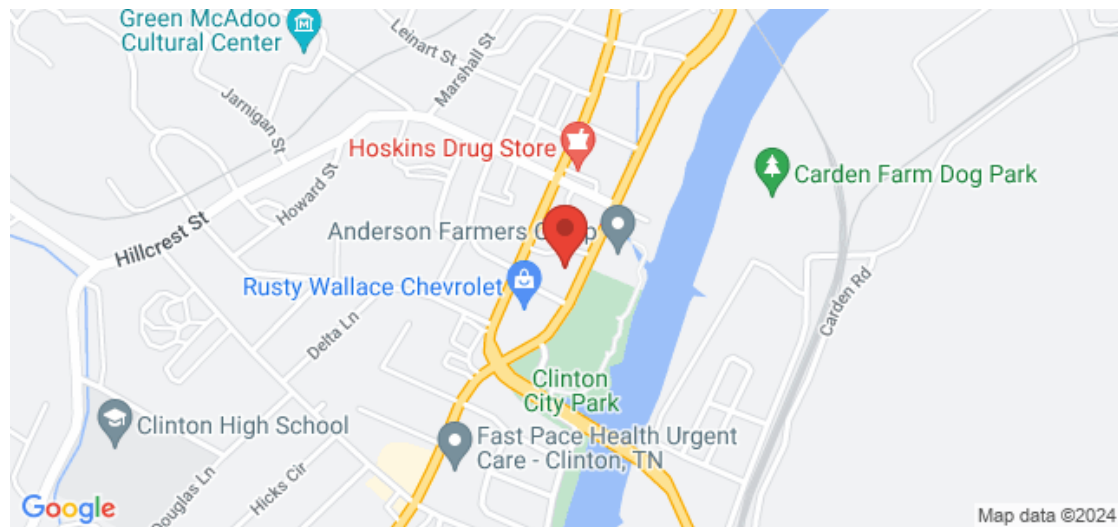 Green McAdoo
Cultural Center
Leinart St
Marshall St
Jarnigan St
Hoskins Drug Store
Howard St
Carden Farm Dog Park
Hillcrest St
Anderson Farmers
Rusty Wallace Chevrolet
Carden Rd
Delta Ln
Clinton
City Park
Clinton High School
Fast Pace Health Urgent
Care - Clinton, TN
Douglas Ln
Hicks Cir
Google
Map data ©2024